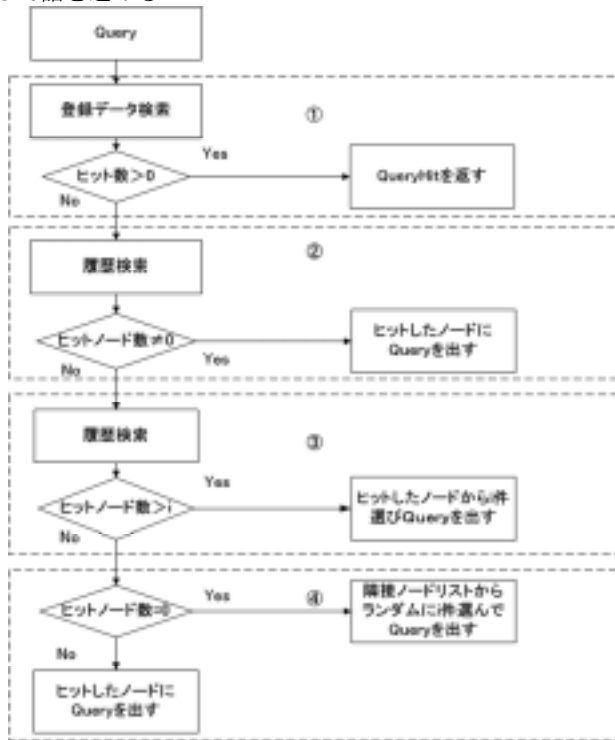 Query
登録データ検索
①
ヒット数>0
Yes
QueryHitを返す
No
②
履歴検索
ヒットノード数≠0
ヒットしたノードに
Queryを出す
Yes
No
履歴検索
③
ヒットノード数>i
Yes
ヒットしたノードからi件
選びQueryを出す
No
ヒットノード数=0
Yes
④
隣接ノードリストから
ランダムにi件選んで
Queryを出す
No
ヒットしたノードに
Queryを出す